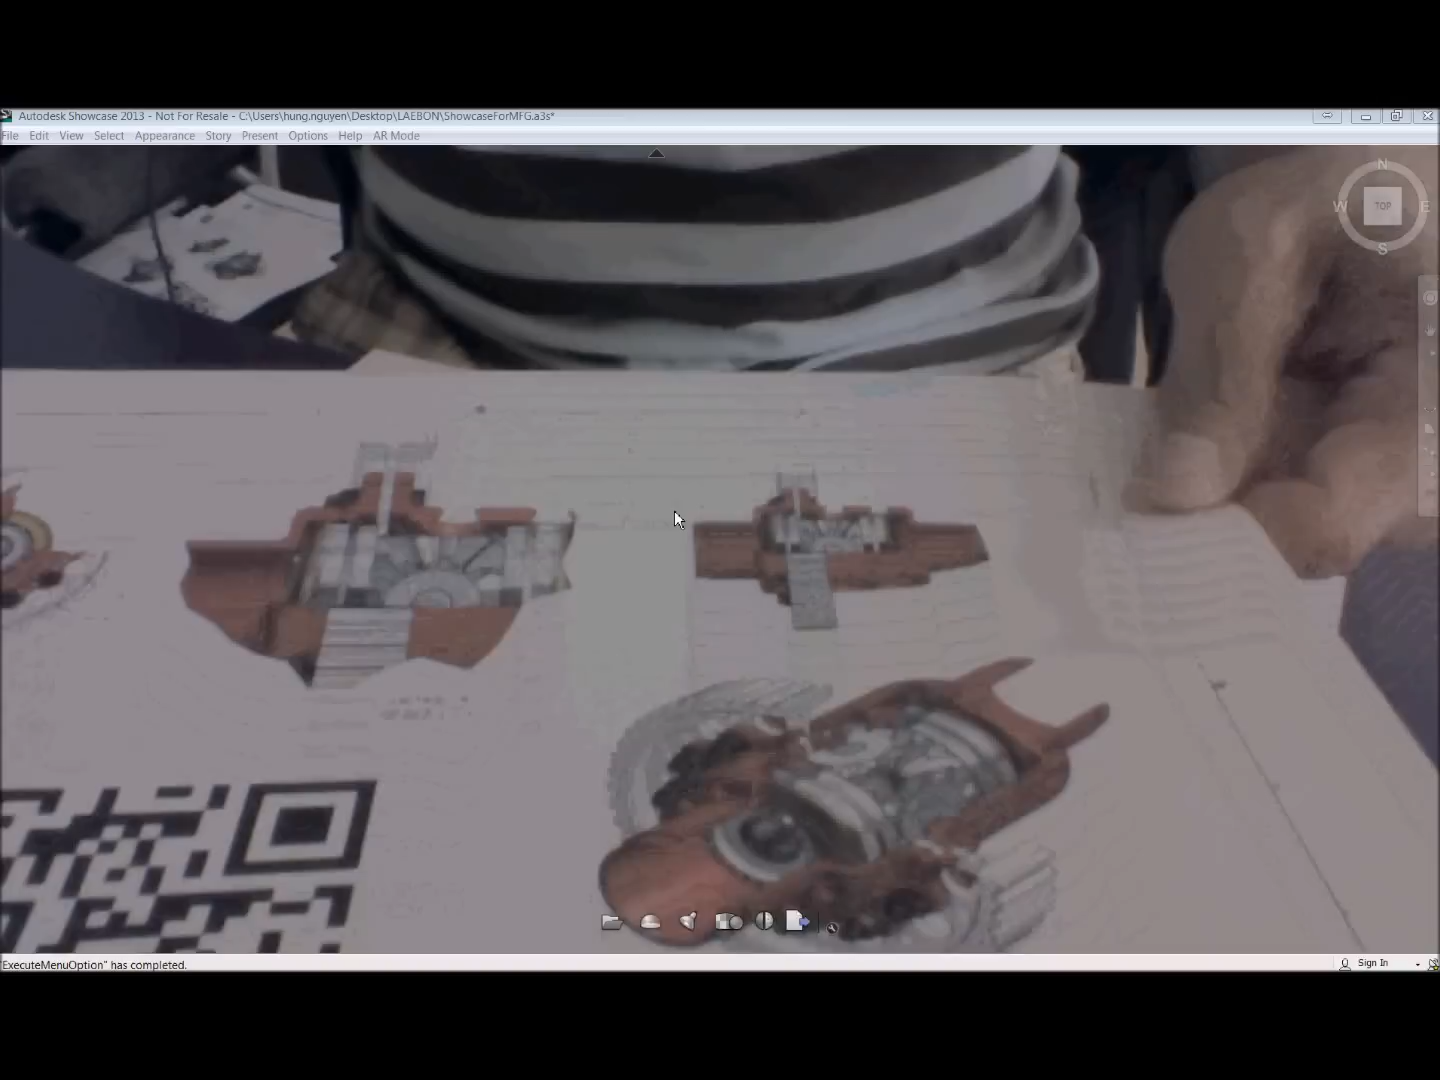 Autodesk Showcase 2013 - Not For Resale - C:\Users\hung.nguyen\Desktop\LAEBON\ShowcaseForMFG.a3s*
File Edit View Select Appearance Story Present Options Help AR Mode
N
W TOP E
S
ExecuteMenuOption" has completed.
Sign In